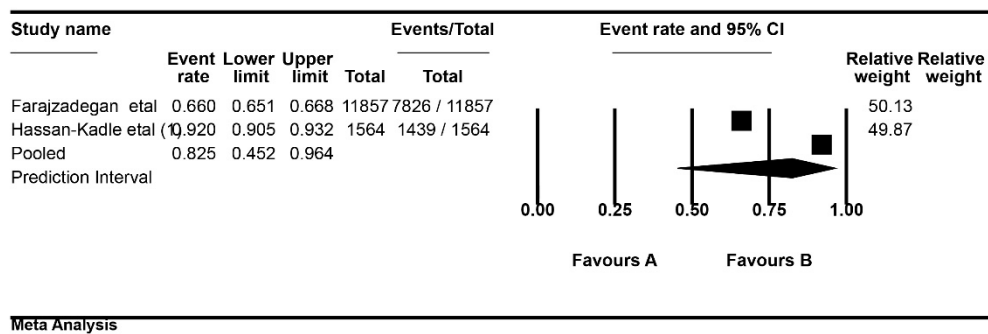 Study name Events/Total Event rate and 95% CI
Event Lower Upper Relative Relative
rate limit limit Total Total weight weight
Farajzadegan etal 0.660 0.651 0.668 11857 7826 / 11857 50.13
Hassan-Kadle etal (1) 0.920 0.905 0.932 1564 1439 / 1564 49.87
Pooled 0.825 0.452 0.964
Prediction Interval
0.00 0.25 0.50 0.75 1.00
Favours A Favours B
Meta Analysis